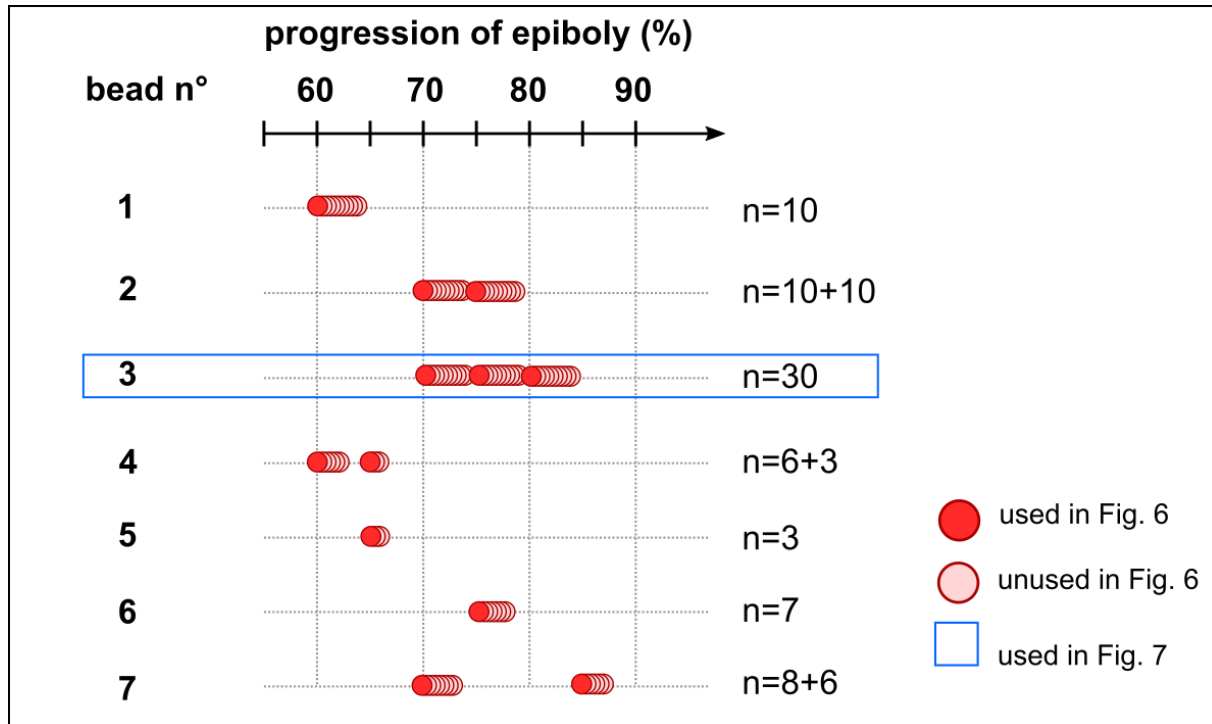 progression of epiboly (%)
bead n° 60 70 80 90
1 n=10
2 n=10+10
3 n=30
4 n=6+3
5 n=3
6 n=7
7 n=8+6
used in Fig. 6
unused in Fig. 6
used in Fig. 7